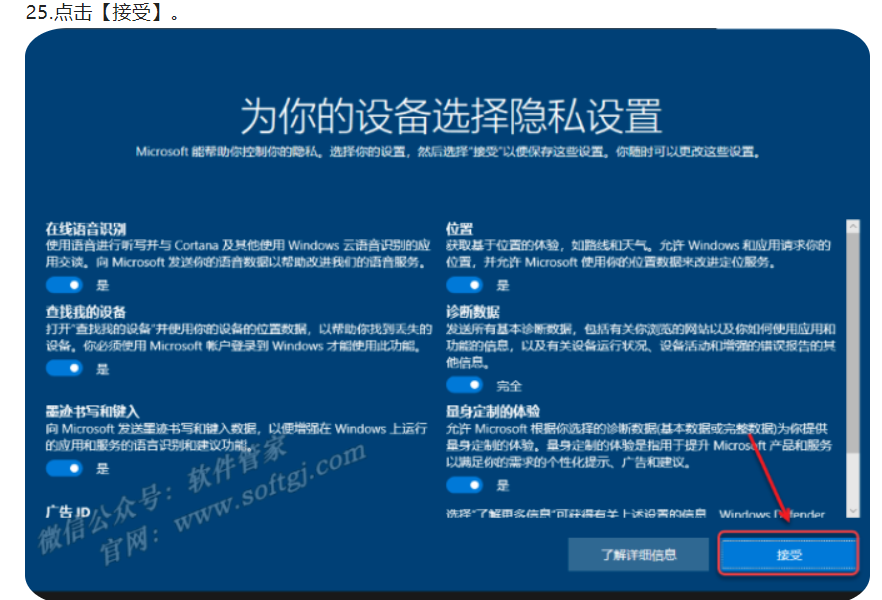 25.点击【接受】。
为你的设备选择隐私设置
Microsoft 能帮助你控制你的隐私。选择你的设置，然后选择“接受”以便保存这些设置。你随时可以更改这些设置。
在线语音识别
使用语音进行听写并与 Cortana 及其他使用 Windows 云语音识别的应
用交谈。向 Microsoft 发送你的语音数据以帮助改进我们的语音服务。
是
查找我的设备
打开“查找我的设备”并使用你的设备的位置数据，以帮助你找到丢失的
设备。你必须使用 Microsoft 帐户登录到 Windows 才能使用此功能。
是
墨迹书写和键入
向 Microsoft 发送墨迹书写和键入数据，以便增强在 Windows 上运行
的应用和服务的语言识别和建议功能。
是
广告 ID
位置
获取基于位置的体验，如路线和天气。允许 Windows 和应用请求你的
位置，并允许 Microsoft 使用你的位置数据来改进定位服务。
是
诊断数据
发送所有基本诊断数据，包括有关你浏览的网站以及你如何使用应用和
功能的信息，以及有关设备运行状况、设备活动和增强的错误报告的其
他信息。
完全
量身定制的体验
允许 Microsoft 根据你选择的诊断数据(基本数据或完整数据)为你提供
量身定制的体验。量身定制的体验是指用于提升 Microsoft 产品和服务
以满足你的需求的个性化提示、广告和建议。
是
选择“了解更多信息”可获得有关上述设置的信息、Windows Defender
微信公众号：软件管家
官网：www.softgj.com
了解详细信息
接受